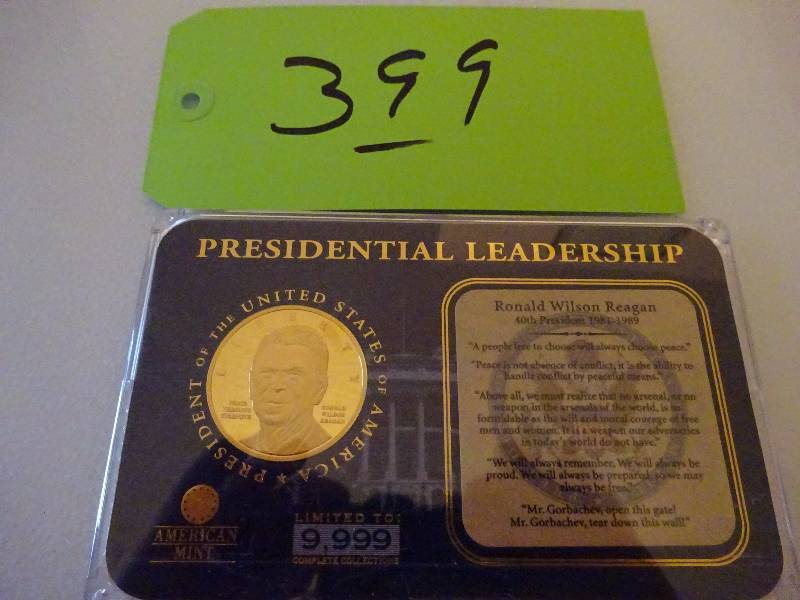 399
PRESIDENTIAL LEADERSHIP
PRESIDENT OF THE UNITED STATES OF AMERICA
LIBERTY
RONALD
WILSON
REAGAN
AMERICAN
MINT
LIMITED TO:
9,999
COMPLETE COLLECTIONS
Ronald Wilson Reagan
40th President 1981-1989
"A people free to choose will always choose peace."
"Peace is not absence of conflict, it is the ability to
handle conflict by peaceful means."
"Above all, we must realize that no arsenal, or no
weapon in the arsenals of the world, is so
formidable as the will and moral courage of free
men and women. It is a weapon our adversaries
in today's world do not have."
"We will always remember. We will always be
proud. We will always be prepared, so we may
always be free."
"Mr. Gorbachev, open this gate!
Mr. Gorbachev, tear down this wall!"